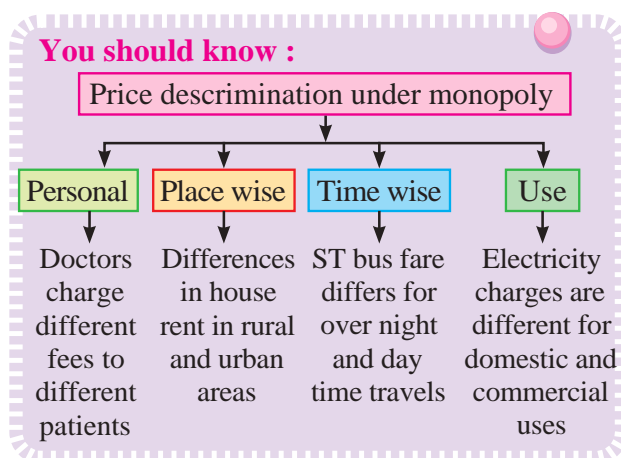 You should know :
Price descrimination under monopoly
Personal
Place wise
Time wise
Use
Doctors
charge
different
fees to
different
patients
Differences
in house
rent in rural
and urban
areas
ST bus fare
differs for
over night
and day
time travels
Electricity
charges are
different for
domestic and
commercial
uses